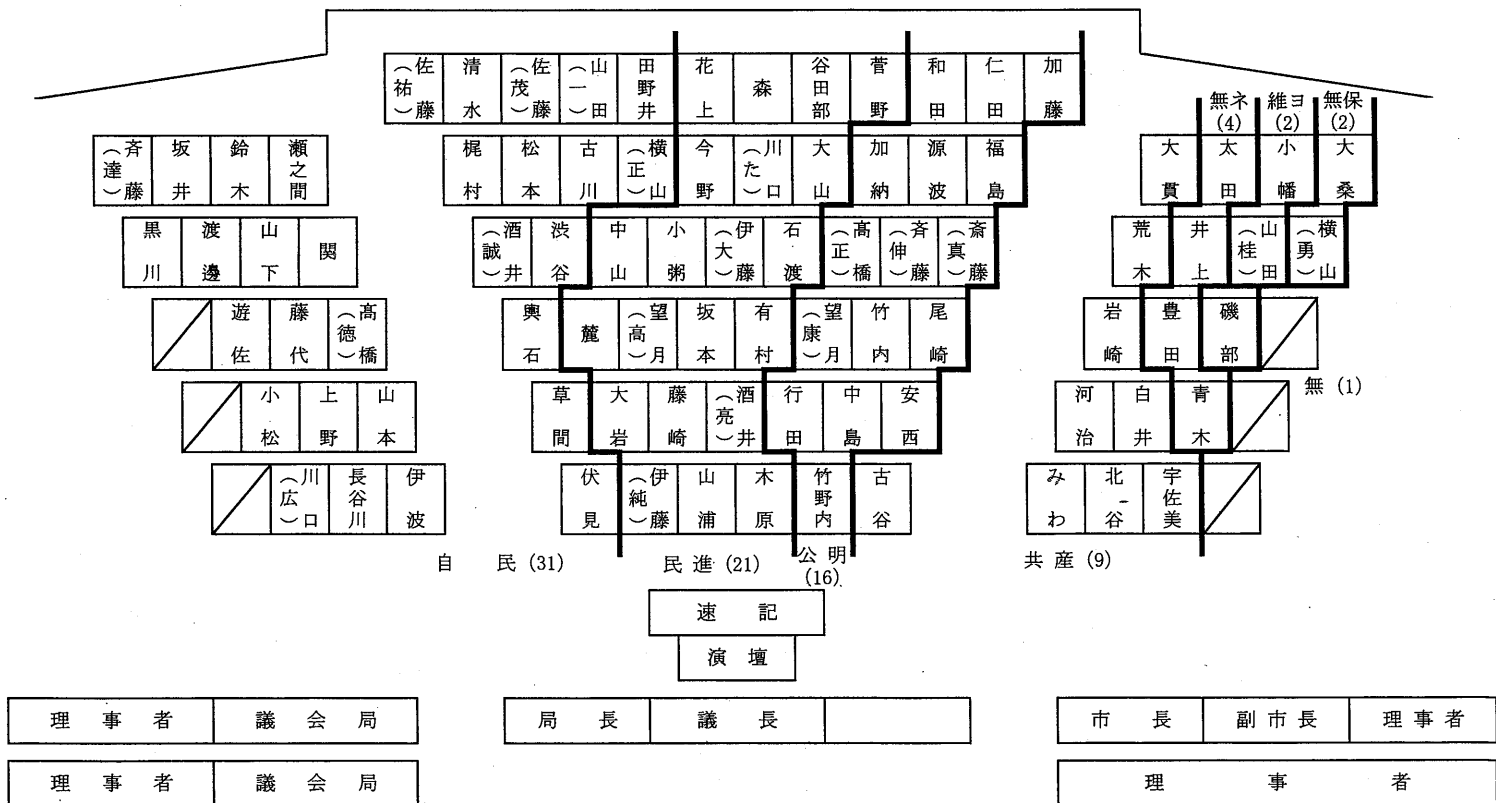 佐藤(祐) 清水 佐藤(茂) 山田(一) 田野井 花上 森 谷田部 菅野 和田 仁田 加藤
無ネ(4) 維ヨ(2) 無保(2)
斉藤(達) 坂井 鈴木 瀬之間 梶村 松本 古川 横山(正) 今野 川口(た) 大山 加納 源波 福島 大貫 太田 小幡 大桑
黒川 渡邊 山下 関 酒井(誠) 渋谷 中山 小粥 伊藤(大) 石渡 髙橋(正) 斉藤(伸) 斎藤(真) 荒木 井上 山田(桂) 横山(勇)
遊佐 藤代 髙橋(徳) 輿石 麓 望月(高) 坂本 有村 望月(康) 竹内 尾崎 岩崎 豊田 磯部
無(1)
小松 上野 山本 草間 大岩 藤崎 酒井(亮) 行田 中島 安西 河治 白井 青木
川口(広) 長谷川 伊波 伏見 伊藤(純) 山浦 木原 竹野内 古谷 みわ 北谷 宇佐美
自民(31) 民進(21) 公明(16) 共産(9)
速記
演壇
理事者 議会局 局長 議長 市長 副市長 理事者
理事者 議会局 理事者